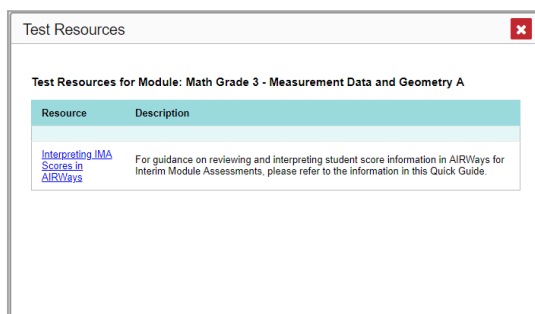 Test Resources
Test Resources for Module: Math Grade 3 - Measurement Data and Geometry A
Resource Description
Interpreting IMA
Scores in
AIRWays
For guidance on reviewing and interpreting student score information in AIRWays for
Interim Module Assessments, please refer to the information in this Quick Guide.